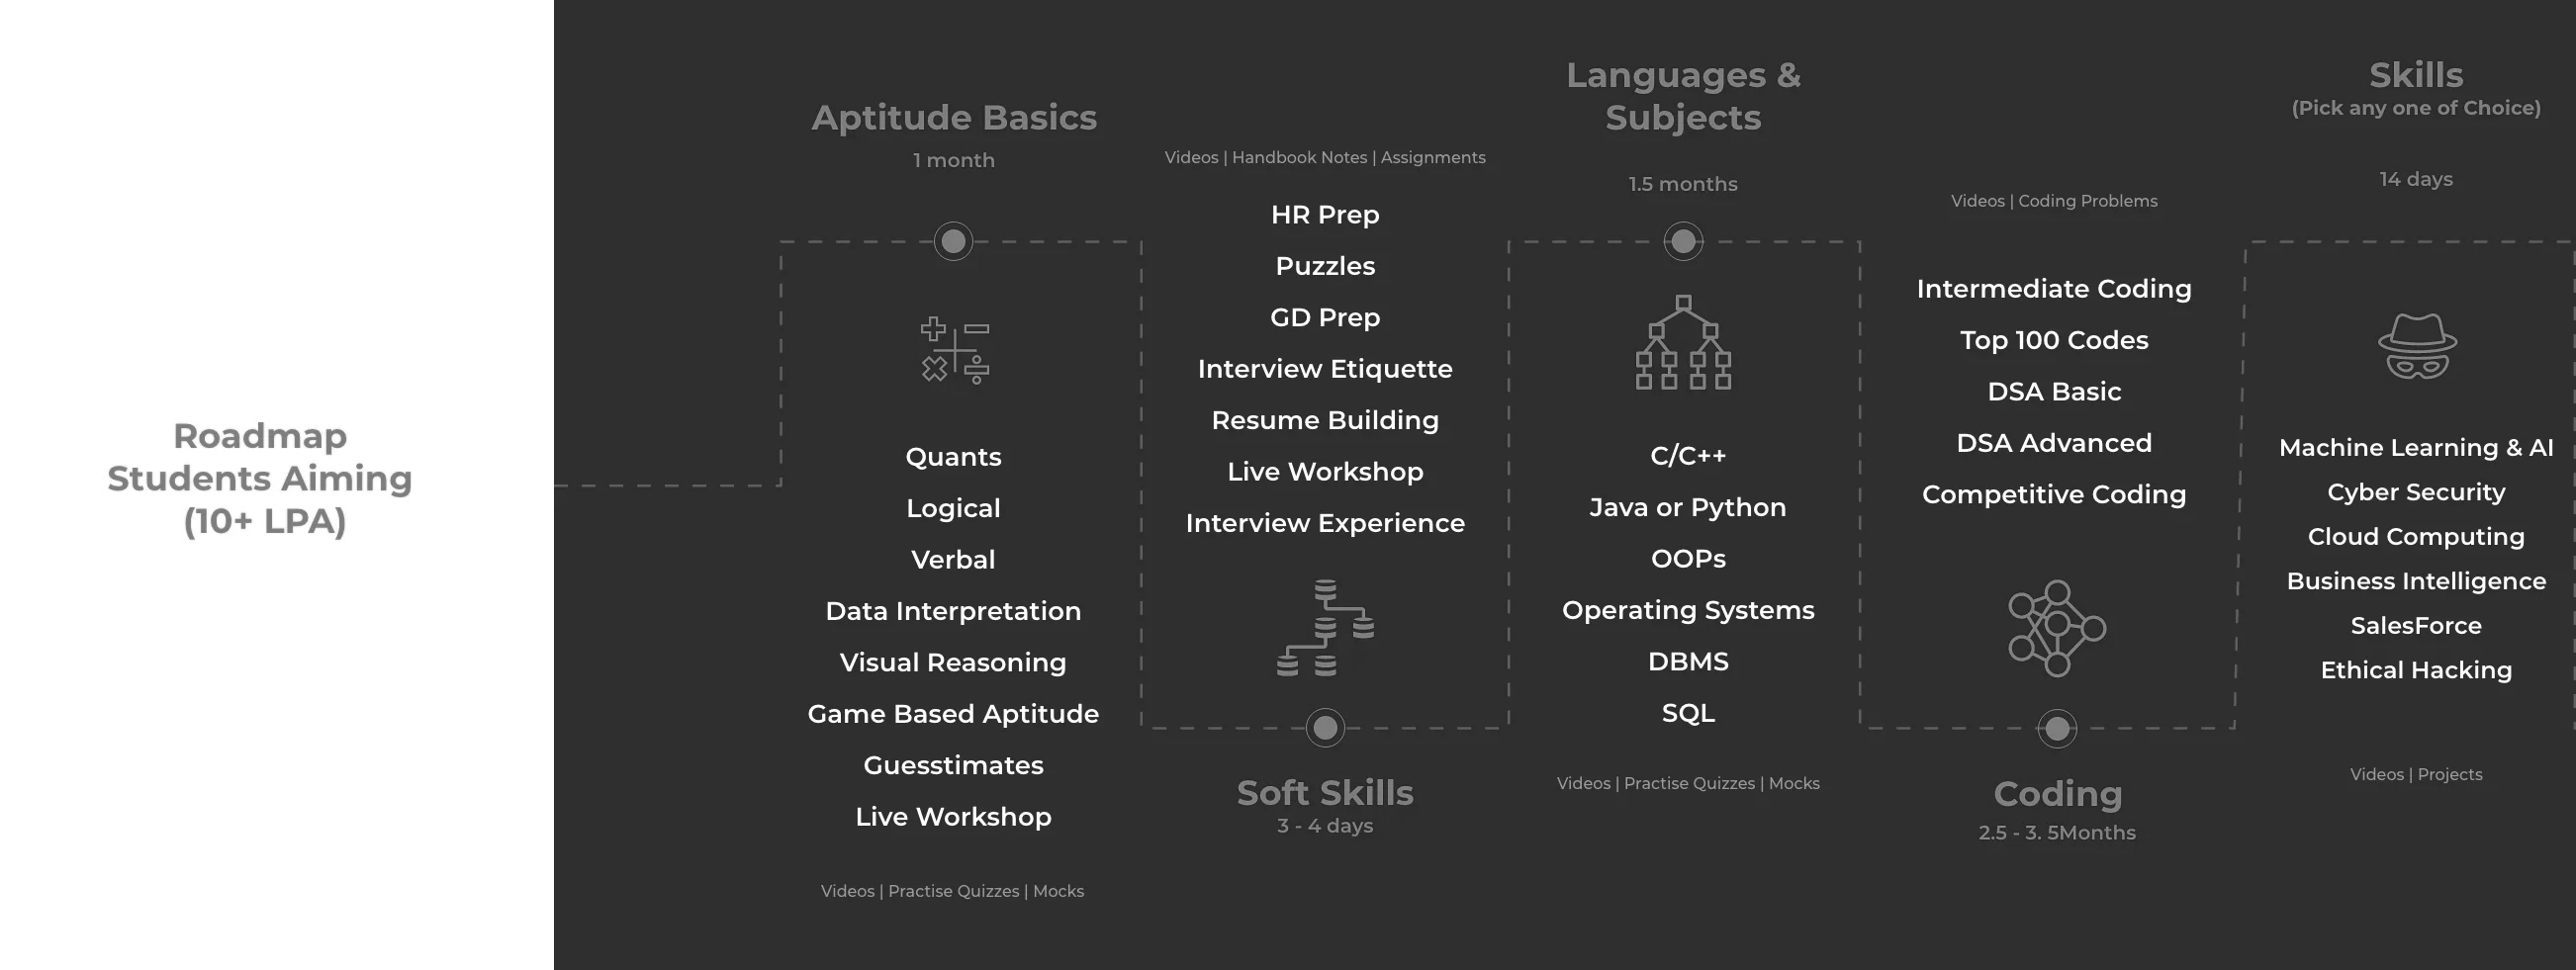 Roadmap
Students Aiming
(10+ LPA)
Aptitude Basics
1 month
Quants
Logical
Verbal
Data Interpretation
Visual Reasoning
Game Based Aptitude
Guesstimates
Live Workshop
Videos | Practise Quizzes | Mocks
Videos | Handbook Notes | Assignments
HR Prep
Puzzles
GD Prep
Interview Etiquette
Resume Building
Live Workshop
Interview Experience
Soft Skills
3 - 4 days
Languages &
Subjects
1.5 months
C/C++
Java or Python
OOPs
Operating Systems
DBMS
SQL
Videos | Practise Quizzes | Mocks
Videos | Coding Problems
Intermediate Coding
Top 100 Codes
DSA Basic
DSA Advanced
Competitive Coding
Coding
2.5 - 3. 5Months
Skills
(Pick any one of Choice)
14 days
Machine Learning & AI
Cyber Security
Cloud Computing
Business Intelligence
SalesForce
Ethical Hacking
Videos | Projects